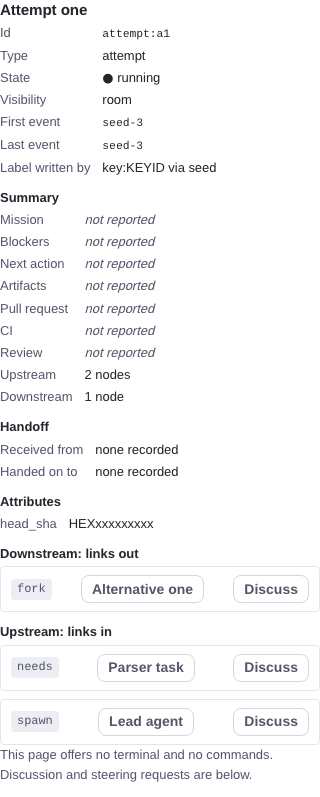 Attempt one
Id attempt:a1
Type attempt
State running
Visibility room
First event seed-3
Last event seed-3
Label written by key:KEYID via seed
Summary
Mission not reported
Blockers not reported
Next action not reported
Artifacts not reported
Pull request not reported
CI not reported
Review not reported
Upstream 2 nodes
Downstream 1 node
Handoff
Received from none recorded
Handed on to none recorded
Attributes
head_sha HEXxxxxxxxxx
Downstream: links out
fork Alternative one Discuss
Upstream: links in
needs Parser task Discuss
spawn Lead agent Discuss
This page offers no terminal and no commands.
Discussion and steering requests are below.